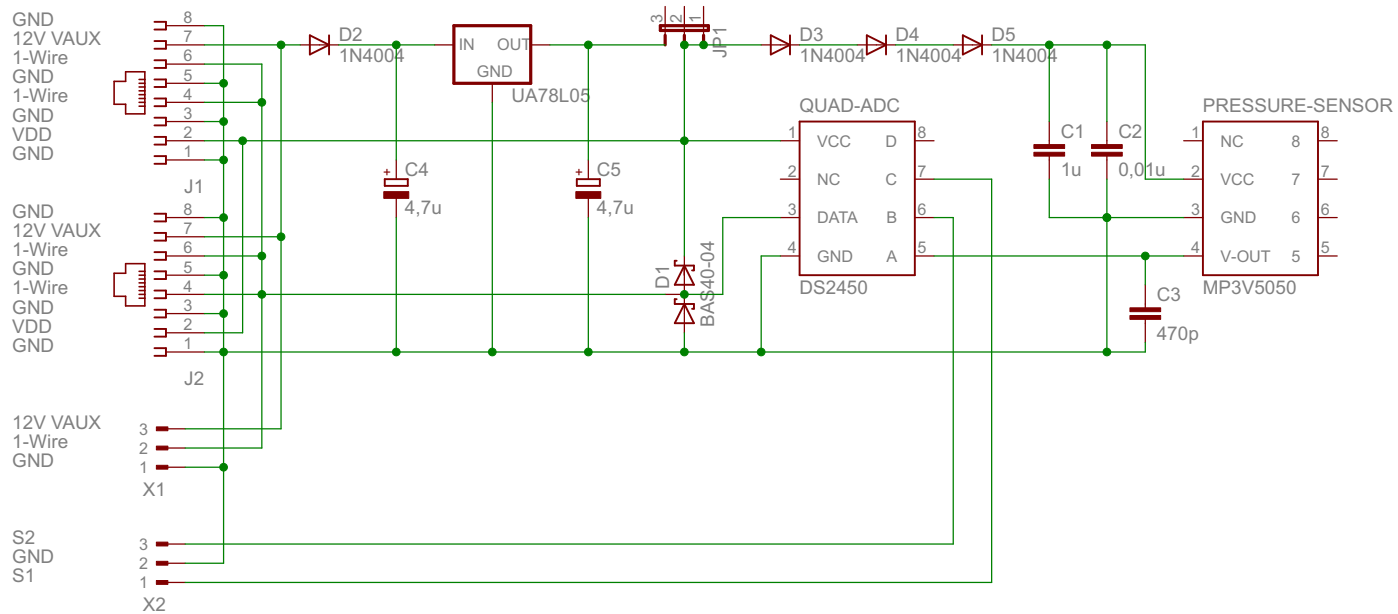 GND 8
12V VAUX 7
1-Wire 6
GND 5
1-Wire 4
GND 3
VDD 2
GND 1
J1
GND 8
12V VAUX 7
1-Wire 6
GND 5
1-Wire 4
GND 3
VDD 2
GND 1
J2
12V VAUX 3
1-Wire 2
GND 1
X1
S2 3
GND 2
S1 1
X2
D2
1N4004
IN OUT
GND
UA78L05
3 2 1
JP1
D3
1N4004
D4
1N4004
D5
1N4004
+ C4
4,7u
+ C5
4,7u
D1
BAS40-04
QUAD-ADC
1 VCC D 8
2 NC C 7
3 DATA B 6
4 GND A 5
DS2450
C1
1u
C2
0,01u
C3
470p
PRESSURE-SENSOR
1 NC 8 8
2 VCC 7 7
3 GND 6 6
4 V-OUT 5 5
MP3V5050